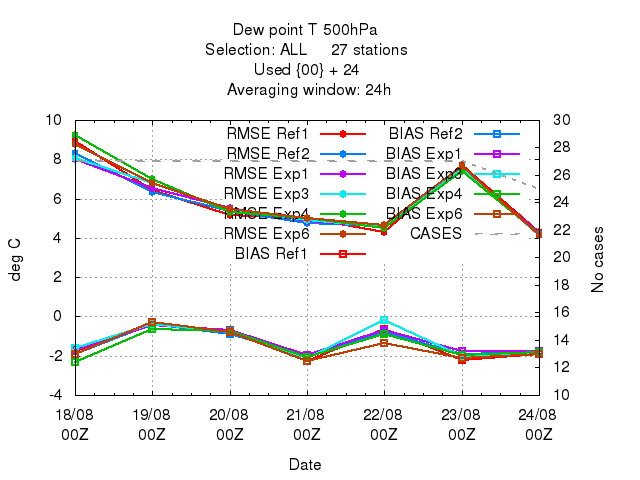 Dew point T 500hPa
Selection: ALL 27 stations
Used {00} + 24
Averaging window: 24h
10 30
8 28
6 26
4 24
2 22
0 20
-2 18
-4 16
14
12
10
deg C
No cases
RMSE Ref1 BIAS Ref2
RMSE Ref2 BIAS Exp1
RMSE Exp1 BIAS Exp3
RMSE Exp3 BIAS Exp4
RMSE Exp4 BIAS Exp6
RMSE Exp6 CASES
BIAS Ref1
18/08 19/08 20/08 21/08 22/08 23/08 24/08
00Z 00Z 00Z 00Z 00Z 00Z 00Z
Date